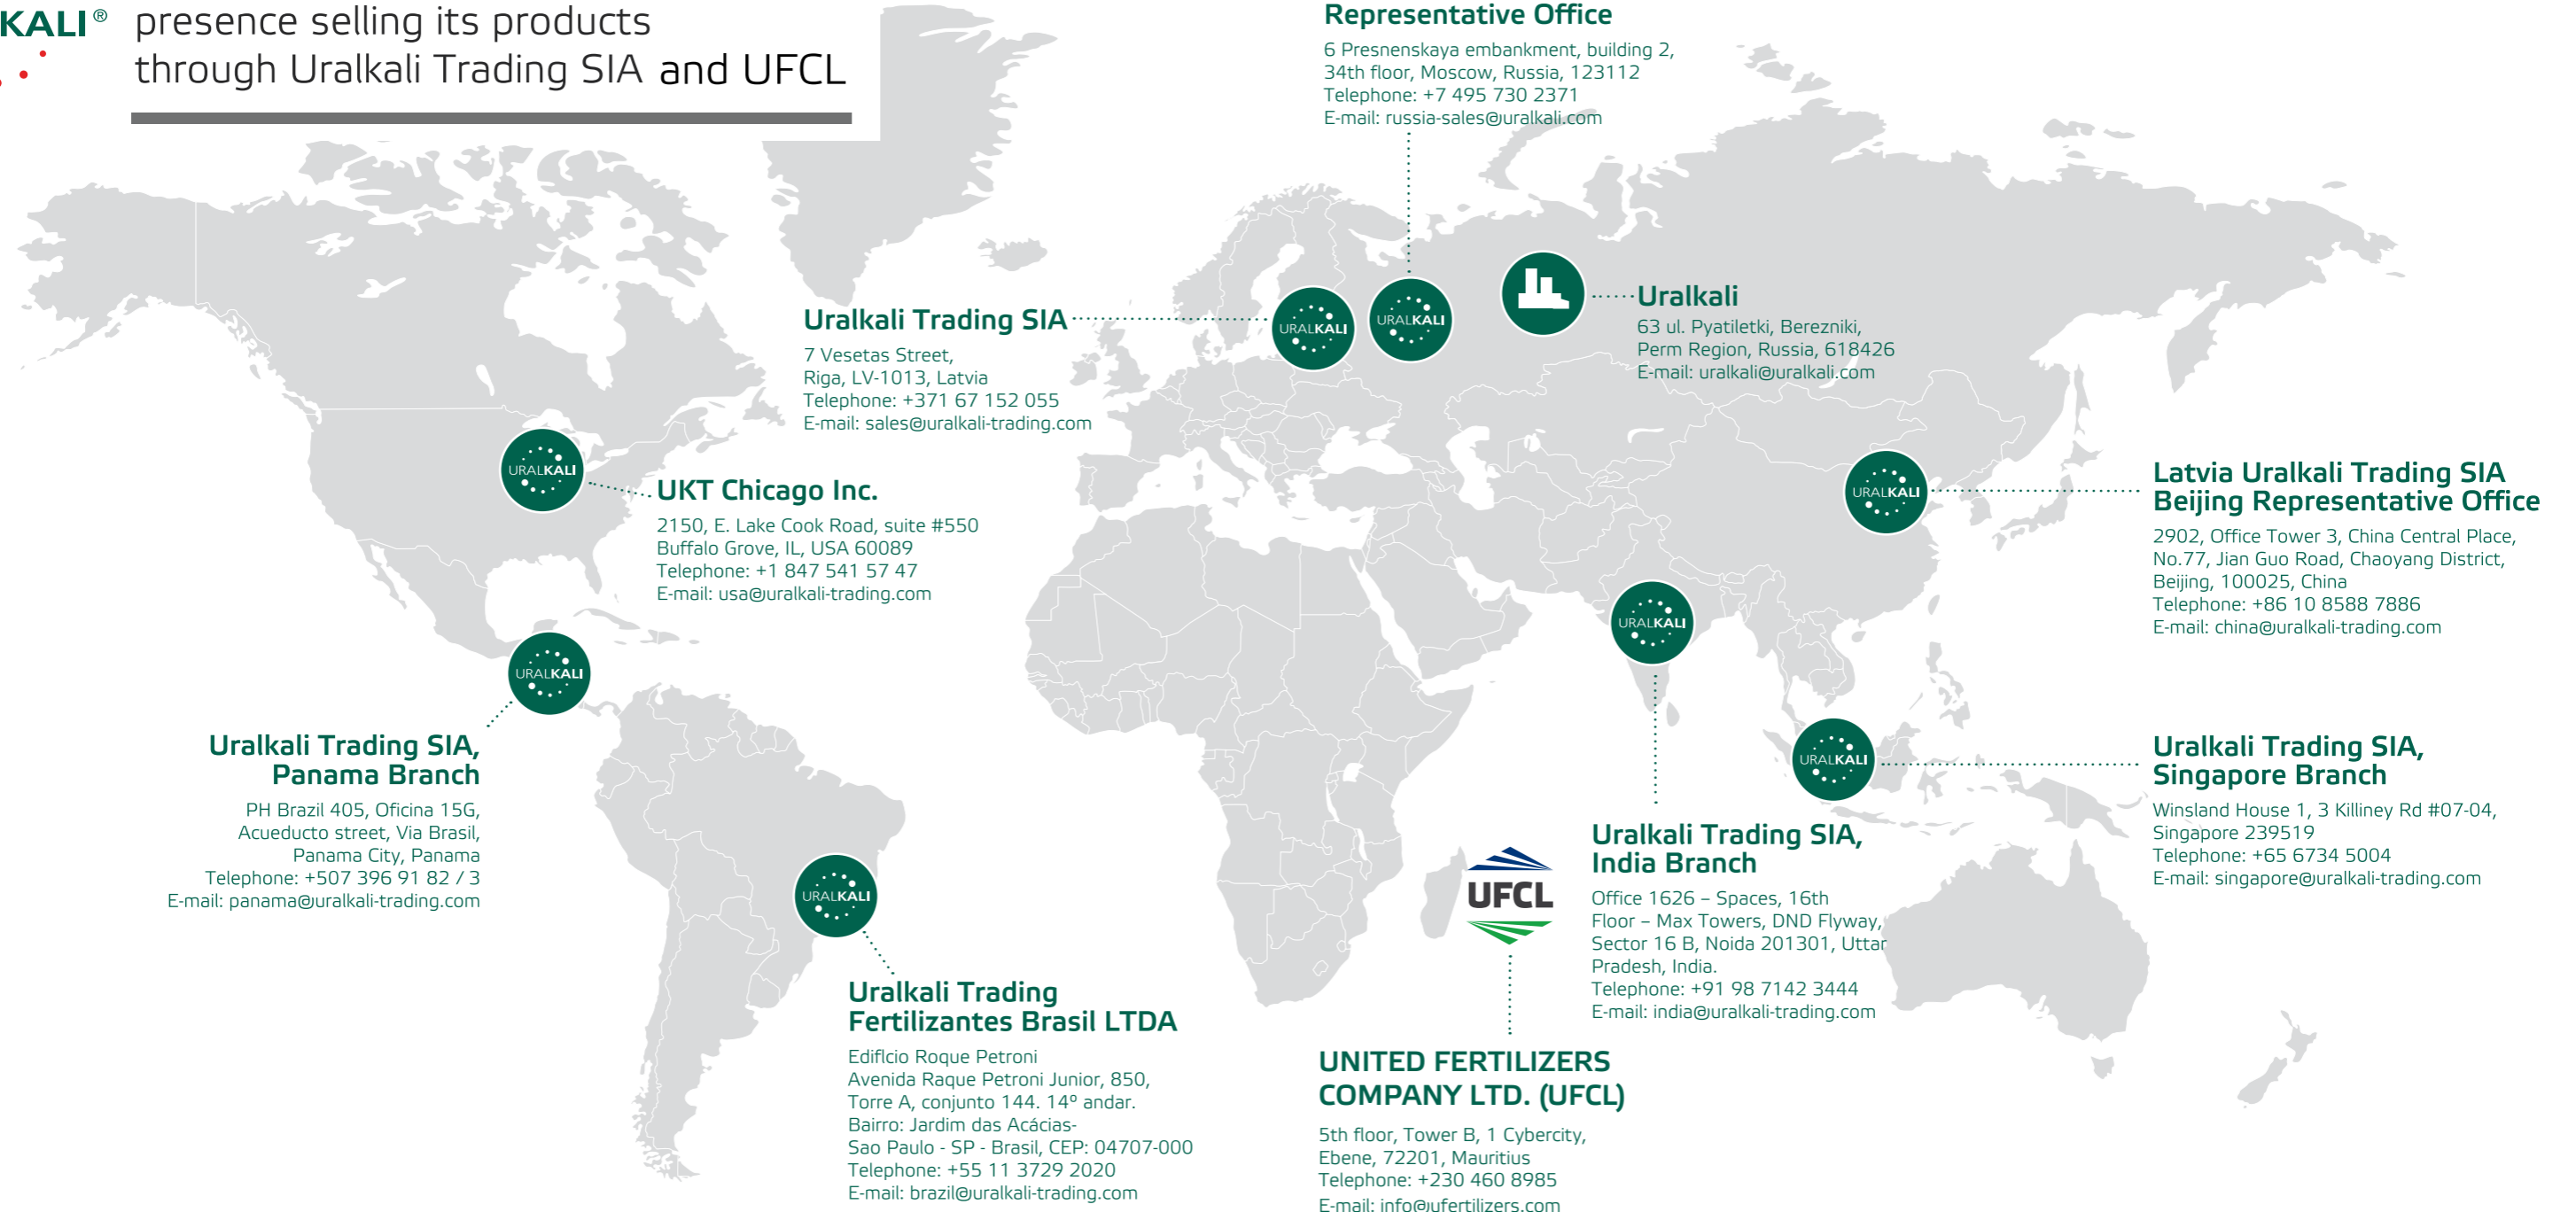 KALI®
presence selling its products
through Uralkali Trading SIA and UFCL
Representative Office
6 Presnenskaya embankment, building 2,
34th floor, Moscow, Russia, 123112
Telephone: +7 495 730 2371
E-mail: russia-sales@uralkali.com
Uralkali Trading SIA
7 Vesetas Street,
Riga, LV-1013, Latvia
Telephone: +371 67 152 055
E-mail: sales@uralkali-trading.com
URALKALI
URALKALI
Uralkali
63 ul. Pyatiletki, Berezniki,
Perm Region, Russia, 618426
E-mail: uralkali@uralkali.com
URALKALI
UKT Chicago Inc.
2150, E. Lake Cook Road, suite #550
Buffalo Grove, IL, USA 60089
Telephone: +1 847 541 57 47
E-mail: usa@uralkali-trading.com
URALKALI
Latvia Uralkali Trading SIA
Beijing Representative Office
2902, Office Tower 3, China Central Place,
No.77, Jian Guo Road, Chaoyang District,
Beijing, 100025, China
Telephone: +86 10 8588 7886
E-mail: china@uralkali-trading.com
URALKALI
Uralkali Trading SIA,
Panama Branch
PH Brazil 405, Oficina 15G,
Acueducto street, Via Brasil,
Panama City, Panama
Telephone: +507 396 91 82 / 3
E-mail: panama@uralkali-trading.com
URALKALI
Uralkali Trading SIA,
India Branch
Office 1626 – Spaces, 16th
Floor – Max Towers, DND Flyway,
Sector 16 B, Noida 201301, Uttar
Pradesh, India.
Telephone: +91 98 7142 3444
E-mail: india@uralkali-trading.com
URALKALI
Uralkali Trading SIA,
Singapore Branch
Winsland House 1, 3 Killiney Rd #07-04,
Singapore 239519
Telephone: +65 6734 5004
E-mail: singapore@uralkali-trading.com
URALKALI
Uralkali Trading
Fertilizantes Brasil LTDA
Ediflcio Roque Petroni
Avenida Raque Petroni Junior, 850,
Torre A, conjunto 144. 14º andar.
Bairro: Jardim das Acácias-
Sao Paulo - SP - Brasil, CEP: 04707-000
Telephone: +55 11 3729 2020
E-mail: brazil@uralkali-trading.com
UFCL
UNITED FERTILIZERS
COMPANY LTD. (UFCL)
5th floor, Tower B, 1 Cybercity,
Ebene, 72201, Mauritius
Telephone: +230 460 8985
E-mail: info@ufertilizers.com